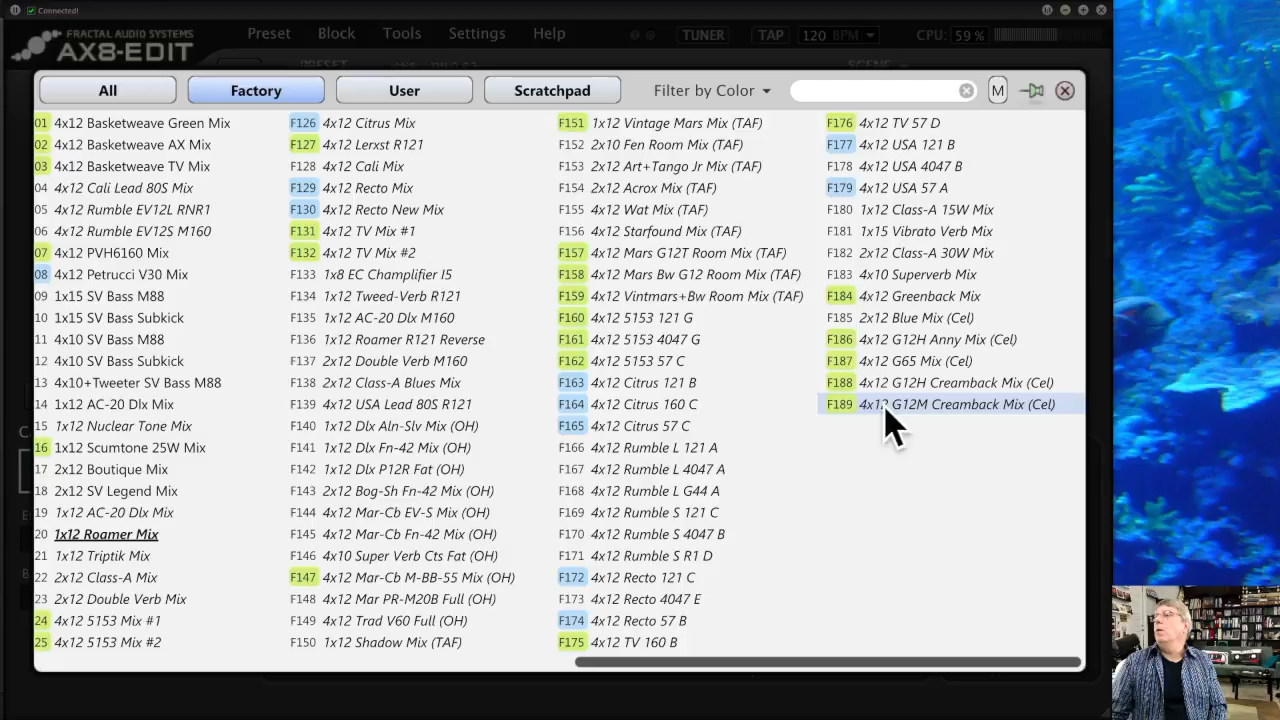 Connected!
FRACTAL AUDIO SYSTEMS
AX8-EDIT
Preset Block Tools Settings Help
TUNER TAP 120 BPM CPU: 59 %
All Factory User Scratchpad Filter by Color M
01 4x12 Basketweave Green Mix
02 4x12 Basketweave AX Mix
03 4x12 Basketweave TV Mix
04 4x12 Cali Lead 80S Mix
05 4x12 Rumble EV12L RNR1
06 4x12 Rumble EV12S M160
07 4x12 PVH6160 Mix
08 4x12 Petrucci V30 Mix
09 1x15 SV Bass M88
10 1x15 SV Bass Subkick
11 4x10 SV Bass M88
12 4x10 SV Bass Subkick
13 4x10+Tweeter SV Bass M88
14 1x12 AC-20 Dlx Mix
15 1x12 Nuclear Tone Mix
16 1x12 Scumtone 25W Mix
17 2x12 Boutique Mix
18 2x12 SV Legend Mix
19 1x12 AC-20 Dlx Mix
20 1x12 Roamer Mix
21 1x12 Triptik Mix
22 2x12 Class-A Mix
23 2x12 Double Verb Mix
24 4x12 5153 Mix #1
25 4x12 5153 Mix #2
F126 4x12 Citrus Mix
F127 4x12 Lerxst R121
F128 4x12 Cali Mix
F129 4x12 Recto Mix
F130 4x12 Recto New Mix
F131 4x12 TV Mix #1
F132 4x12 TV Mix #2
F133 1x8 EC Champlifier I5
F134 1x12 Tweed-Verb R121
F135 1x12 AC-20 Dlx M160
F136 1x12 Roamer R121 Reverse
F137 2x12 Double Verb M160
F138 2x12 Class-A Blues Mix
F139 4x12 USA Lead 80S R121
F140 1x12 Dlx Aln-Slv Mix (OH)
F141 1x12 Dlx Fn-42 Mix (OH)
F142 1x12 Dlx P12R Fat (OH)
F143 2x12 Bog-Sh Fn-42 Mix (OH)
F144 4x12 Mar-Cb EV-S Mix (OH)
F145 4x12 Mar-Cb Fn-42 Mix (OH)
F146 4x10 Super Verb Cts Fat (OH)
F147 4x12 Mar-Cb M-BB-55 Mix (OH)
F148 4x12 Mar PR-M20B Full (OH)
F149 4x12 Trad V60 Full (OH)
F150 1x12 Shadow Mix (TAF)
F151 1x12 Vintage Mars Mix (TAF)
F152 2x10 Fen Room Mix (TAF)
F153 2x12 Art+Tango Jr Mix (TAF)
F154 2x12 Acrox Mix (TAF)
F155 4x12 Wat Mix (TAF)
F156 4x12 Starfound Mix (TAF)
F157 4x12 Mars G12T Room Mix (TAF)
F158 4x12 Mars Bw G12 Room Mix (TAF)
F159 4x12 Vintmars+Bw Room Mix (TAF)
F160 4x12 5153 121 G
F161 4x12 5153 4047 G
F162 4x12 5153 57 C
F163 4x12 Citrus 121 B
F164 4x12 Citrus 160 C
F165 4x12 Citrus 57 C
F166 4x12 Rumble L 121 A
F167 4x12 Rumble L 4047 A
F168 4x12 Rumble L G44 A
F169 4x12 Rumble S 121 C
F170 4x12 Rumble S 4047 B
F171 4x12 Rumble S R1 D
F172 4x12 Recto 121 C
F173 4x12 Recto 4047 E
F174 4x12 Recto 57 B
F175 4x12 TV 160 B
F176 4x12 TV 57 D
F177 4x12 USA 121 B
F178 4x12 USA 4047 B
F179 4x12 USA 57 A
F180 1x12 Class-A 15W Mix
F181 1x15 Vibrato Verb Mix
F182 2x12 Class-A 30W Mix
F183 4x10 Superverb Mix
F184 4x12 Greenback Mix
F185 2x12 Blue Mix (Cel)
F186 4x12 G12H Anny Mix (Cel)
F187 4x12 G65 Mix (Cel)
F188 4x12 G12H Creamback Mix (Cel)
F189 4x12 G12M Creamback Mix (Cel)